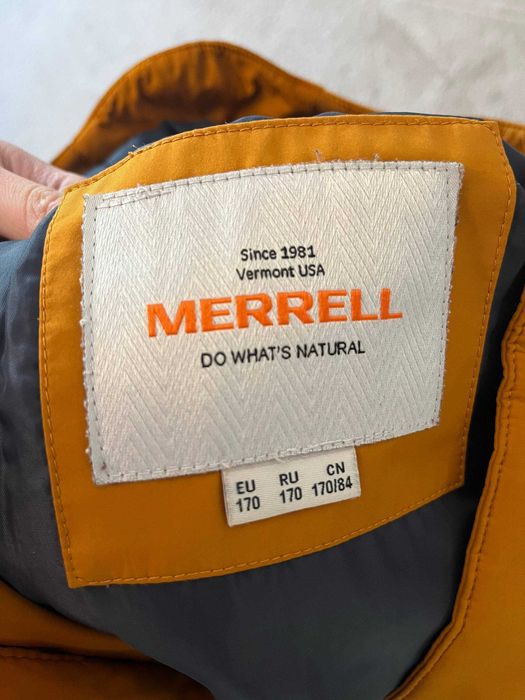 Since 1981
Vermont USA
MERRELL
DO WHAT'S NATURAL
EU RU CN
170 170 170/84